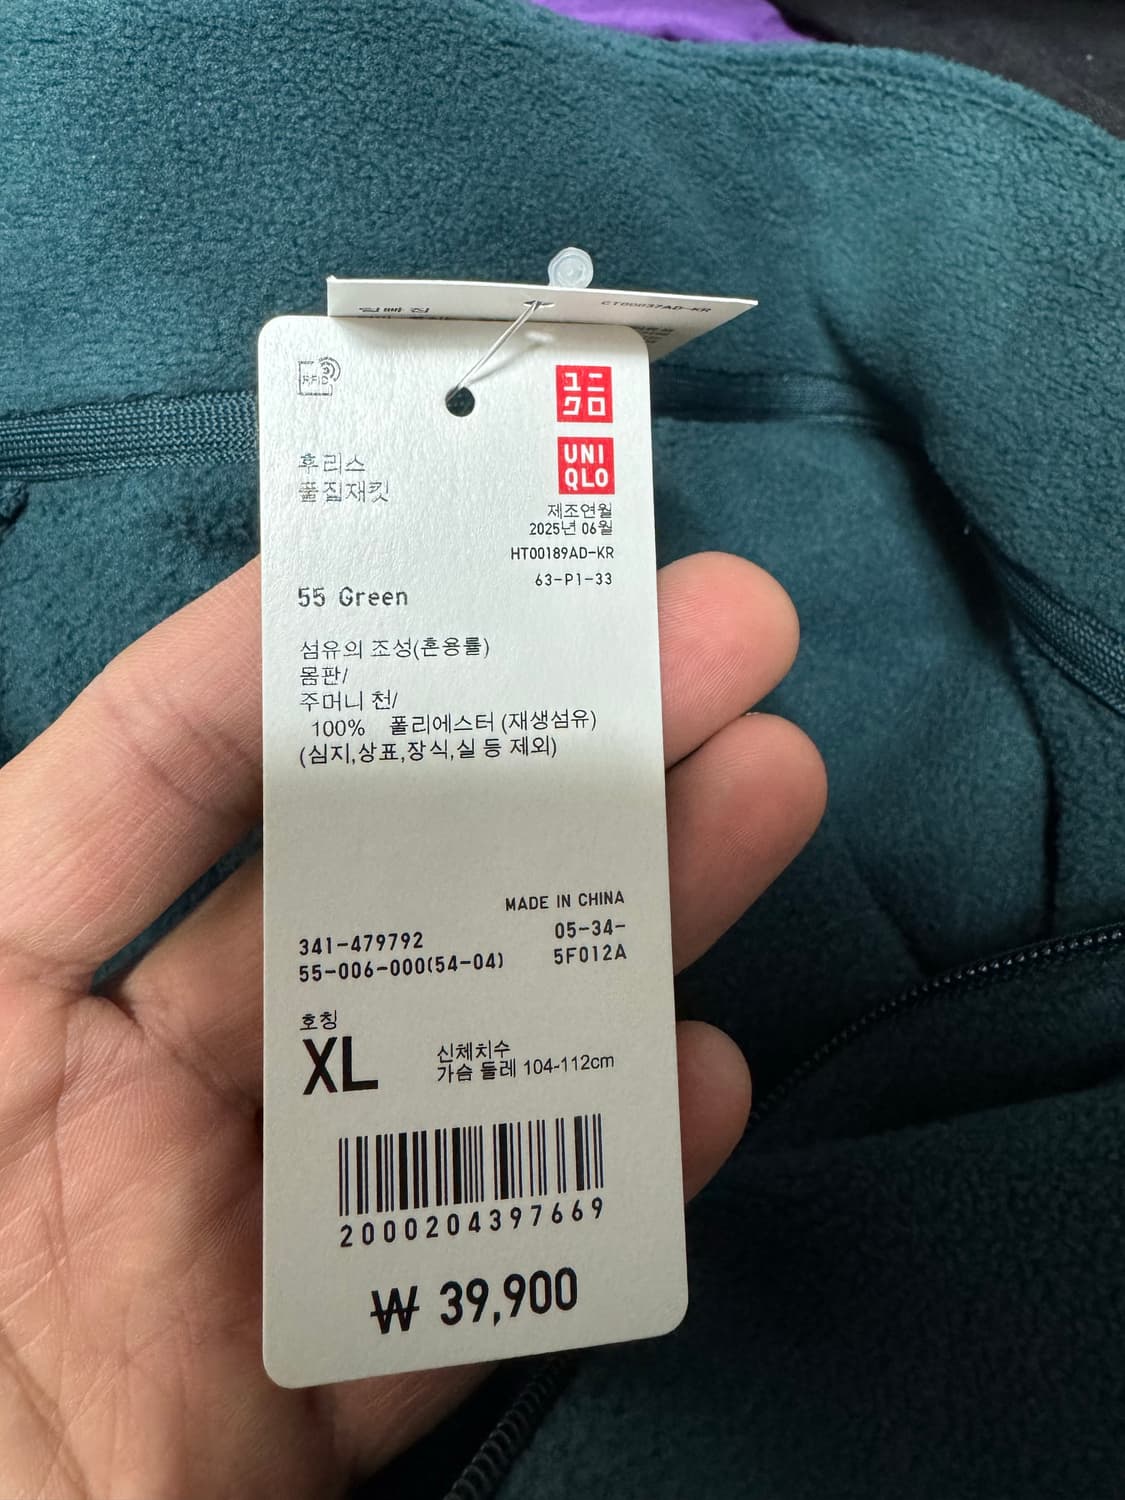 CT00037AD-KR
RFID
ユニ
クロ
UNI
QLO
후리스
풀집재킷
제조연월
2025년 06월
HT00189AD-KR
63-P1-33
55 Green
섬유의 조성(혼용률)
몸판/
주머니 천/
100% 폴리에스터 (재생섬유)
(심지,상표,장식,실 등 제외)
MADE IN CHINA
341-479792 05-34-
55-006-000(54-04) 5F012A
호칭
XL
신체치수
가슴 둘레 104-112cm
2000204397669
₩ 39,900